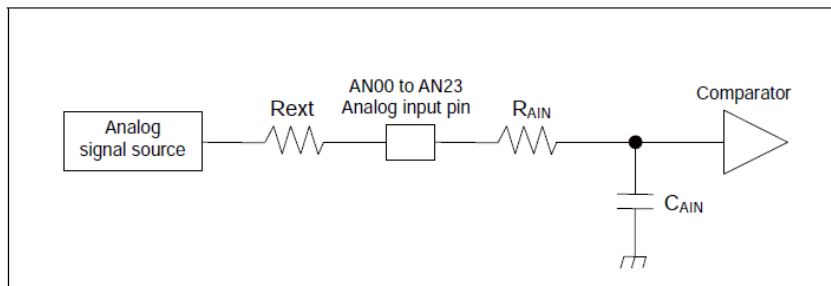 Analog
signal source
Rext
AN00 to AN23
Analog input pin
RAIN
Comparator
CAIN